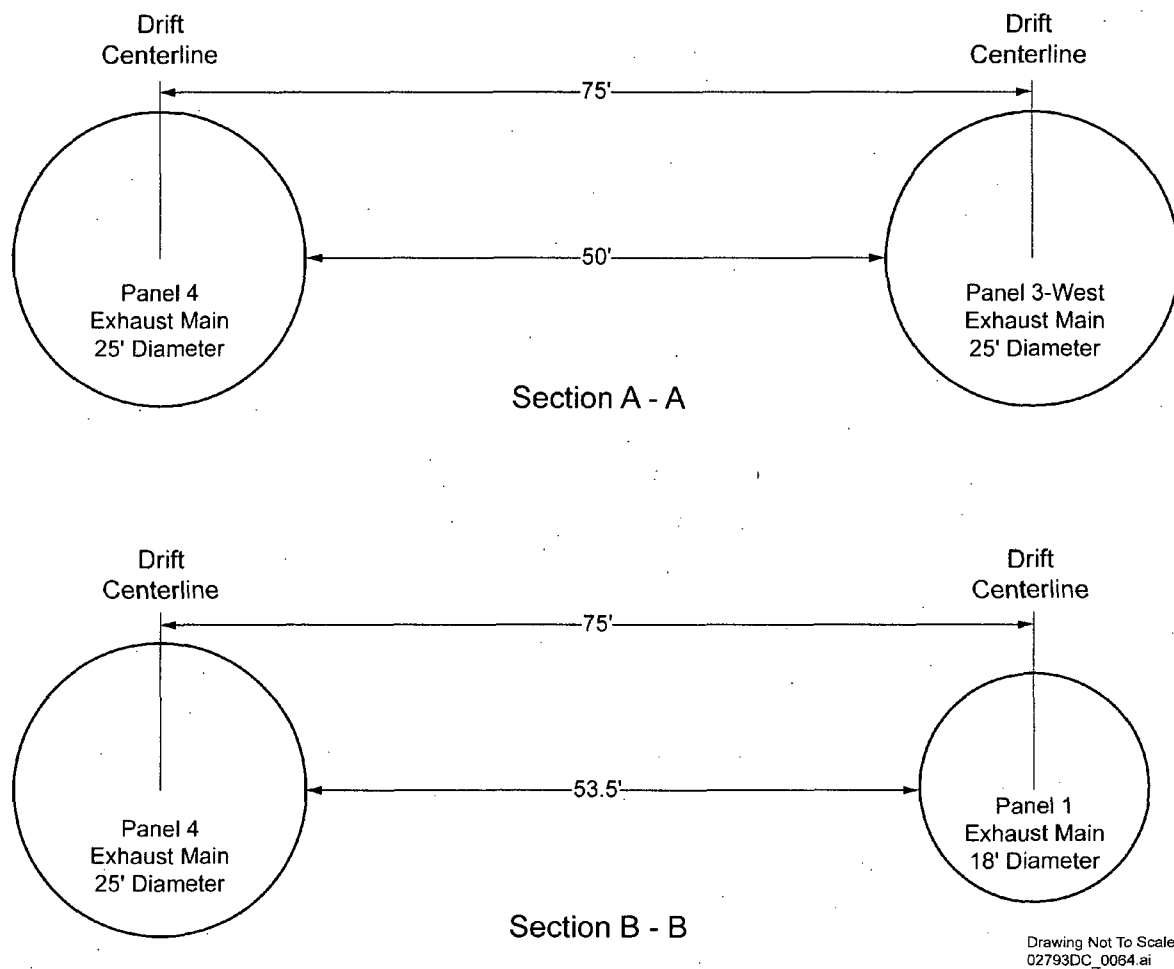 Drift
Centerline
Drift
Centerline
75'
50'
Panel 4
Exhaust Main
25' Diameter
Panel 3-West
Exhaust Main
25' Diameter
Section A - A
Drift
Centerline
Drift
Centerline
75'
53.5'
Panel 4
Exhaust Main
25' Diameter
Panel 1
Exhaust Main
18' Diameter
Section B - B
Drawing Not To Scale
02793DC_0064.ai